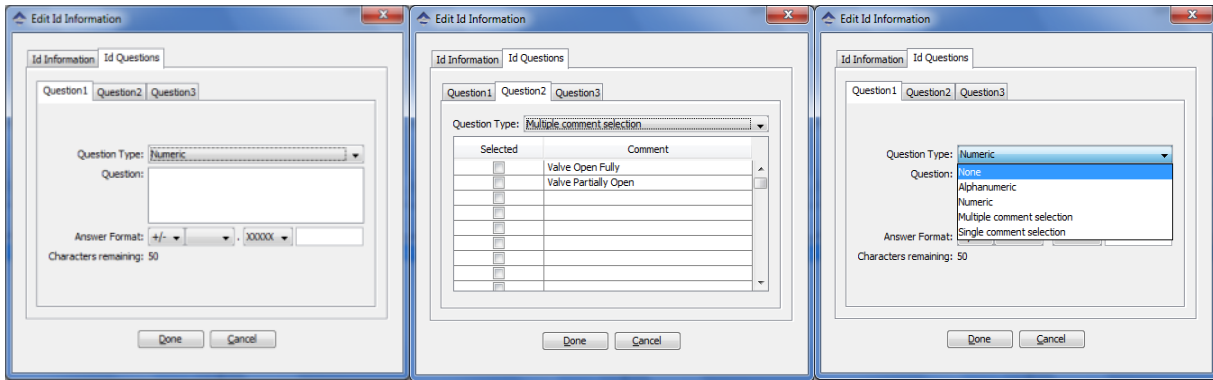 Edit Id Information
Id Information Id Questions
Question1 Question2 Question3
Question Type: Numeric
Question:
Answer Format: +/- . XXXXX
Characters remaining: 50
Done Cancel
Edit Id Information
Id Information Id Questions
Question1 Question2 Question3
Question Type: Multiple comment selection
Selected Comment
Valve Open Fully
Valve Partially Open
Done Cancel
Edit Id Information
Id Information Id Questions
Question1 Question2 Question3
Question Type: Numeric
Question: None
Alphanumeric
Numeric
Multiple comment selection
Answer Format: Single comment selection
Characters remaining: 50
Done Cancel